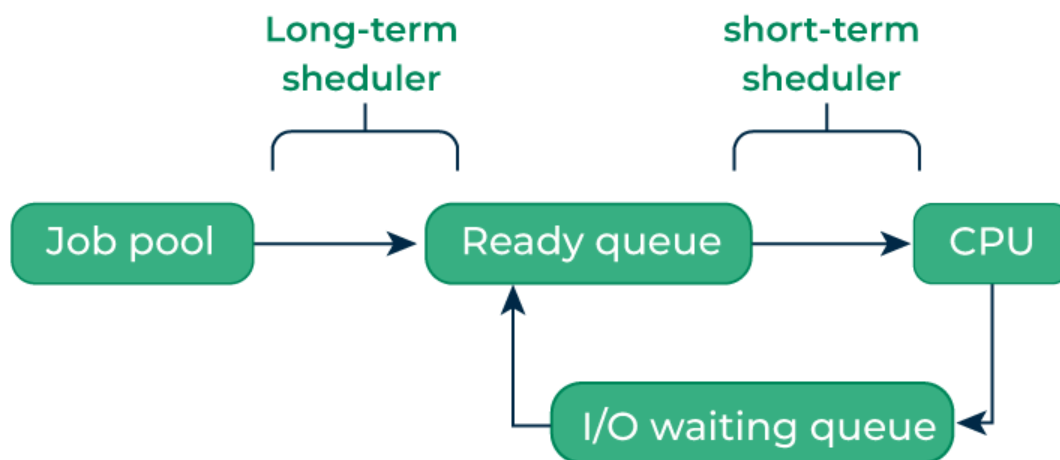 Long-term
sheduler
short-term
sheduler
Job pool
Ready queue
CPU
I/O waiting queue